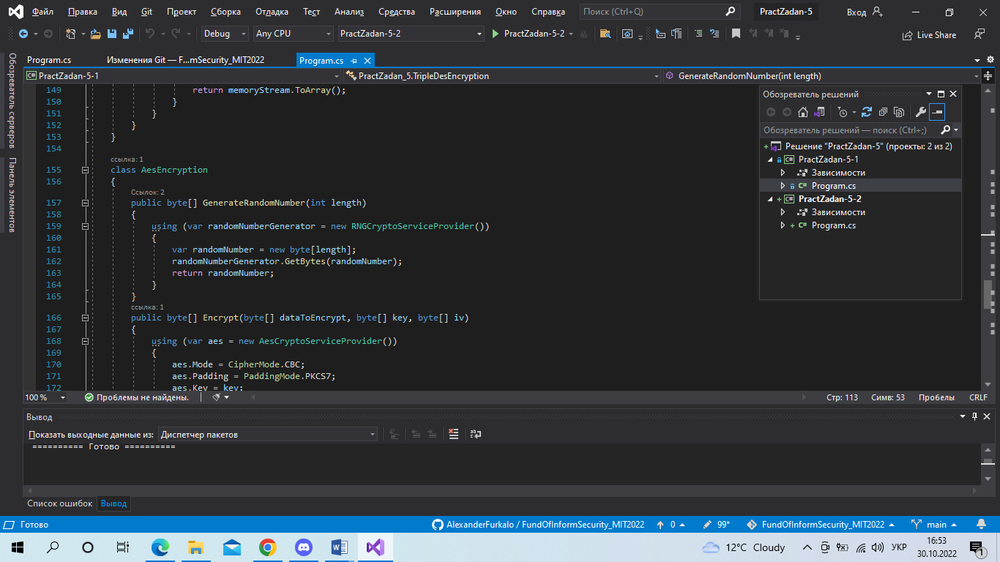 Файл Правка Вид Git Проект Сборка Отладка Тест Анализ Средства Расширения Окно Справка Поиск (Ctrl+Q) PractZadan-5 Вход
Debug Any CPU PractZadan-5-2 PractZadan-5-2 Live Share
Обозреватель серверов
Панель элементов
Program.cs Изменения Git — F...mSecurity_MIT2022 Program.cs
PractZadan-5-1 PractZadan_5.TripleDesEncryption GenerateRandomNumber(int length)
149 return memoryStream.ToArray();
150 }
151 }
152 }
153 }
154
ссылка: 1
155 class AesEncryption
156 {
Ссылок: 2
157 public byte[] GenerateRandomNumber(int length)
158 {
159 using (var randomNumberGenerator = new RNGCryptoServiceProvider())
160 {
161 var randomNumber = new byte[length];
162 randomNumberGenerator.GetBytes(randomNumber);
163 return randomNumber;
164 }
165 }
ссылка: 1
166 public byte[] Encrypt(byte[] dataToEncrypt, byte[] key, byte[] iv)
167 {
168 using (var aes = new AesCryptoServiceProvider())
169 {
170 aes.Mode = CipherMode.CBC;
171 aes.Padding = PaddingMode.PKCS7;
172 aes.Key = key;
Обозреватель решений
Обозреватель решений — поиск (Ctrl+;)
Решение "PractZadan-5" (проекты: 2 из 2)
PractZadan-5-1
Зависимости
C# Program.cs
PractZadan-5-2
Зависимости
C# Program.cs
100 % Проблемы не найдены. Стр: 113 Симв: 53 Пробелы CRLF
Вывод
Показать выходные данные из: Диспетчер пакетов
========== Готово ==========
Список ошибок Вывод
Готово AlexanderFurkalo / FundOfInformSecurity_MIT2022 0 99* FundOfInformSecurity_MIT2022 main
12°C Cloudy УКР 16:53
30.10.2022 1